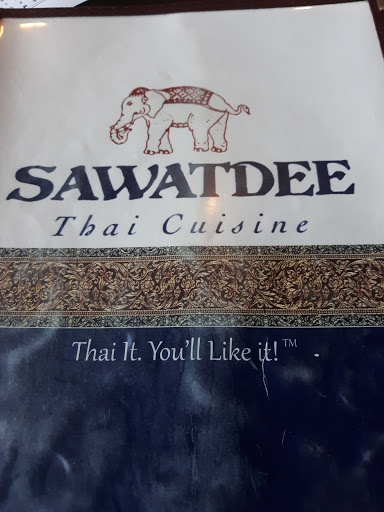 SAWATDEE
Thai Cuisine
Thai It. You'll Like it! ™